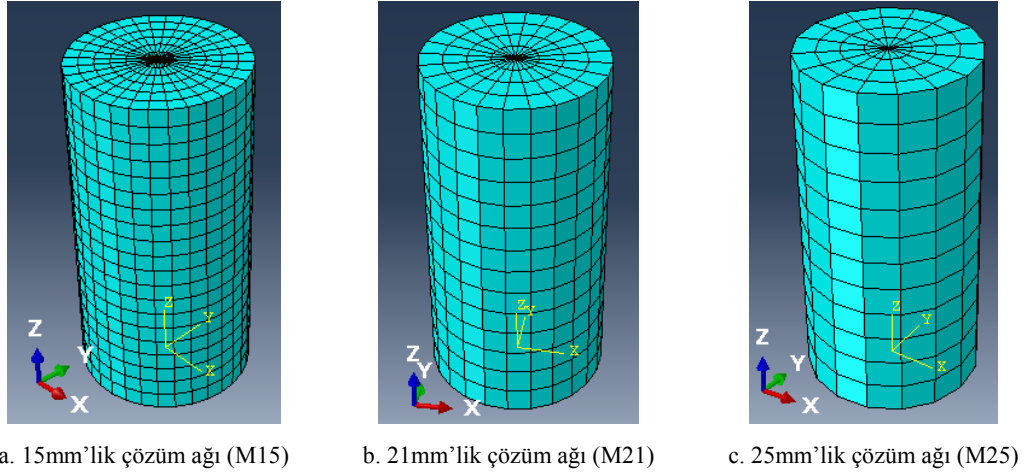 Z
Y
X
Z
Y
X
Z
Y
X
Z
Y
X
Z
Y
X
Z
Y
X
a. 15mm’lik çözüm ağı (M15)
b. 21mm’lik çözüm ağı (M21)
c. 25mm’lik çözüm ağı (M25)